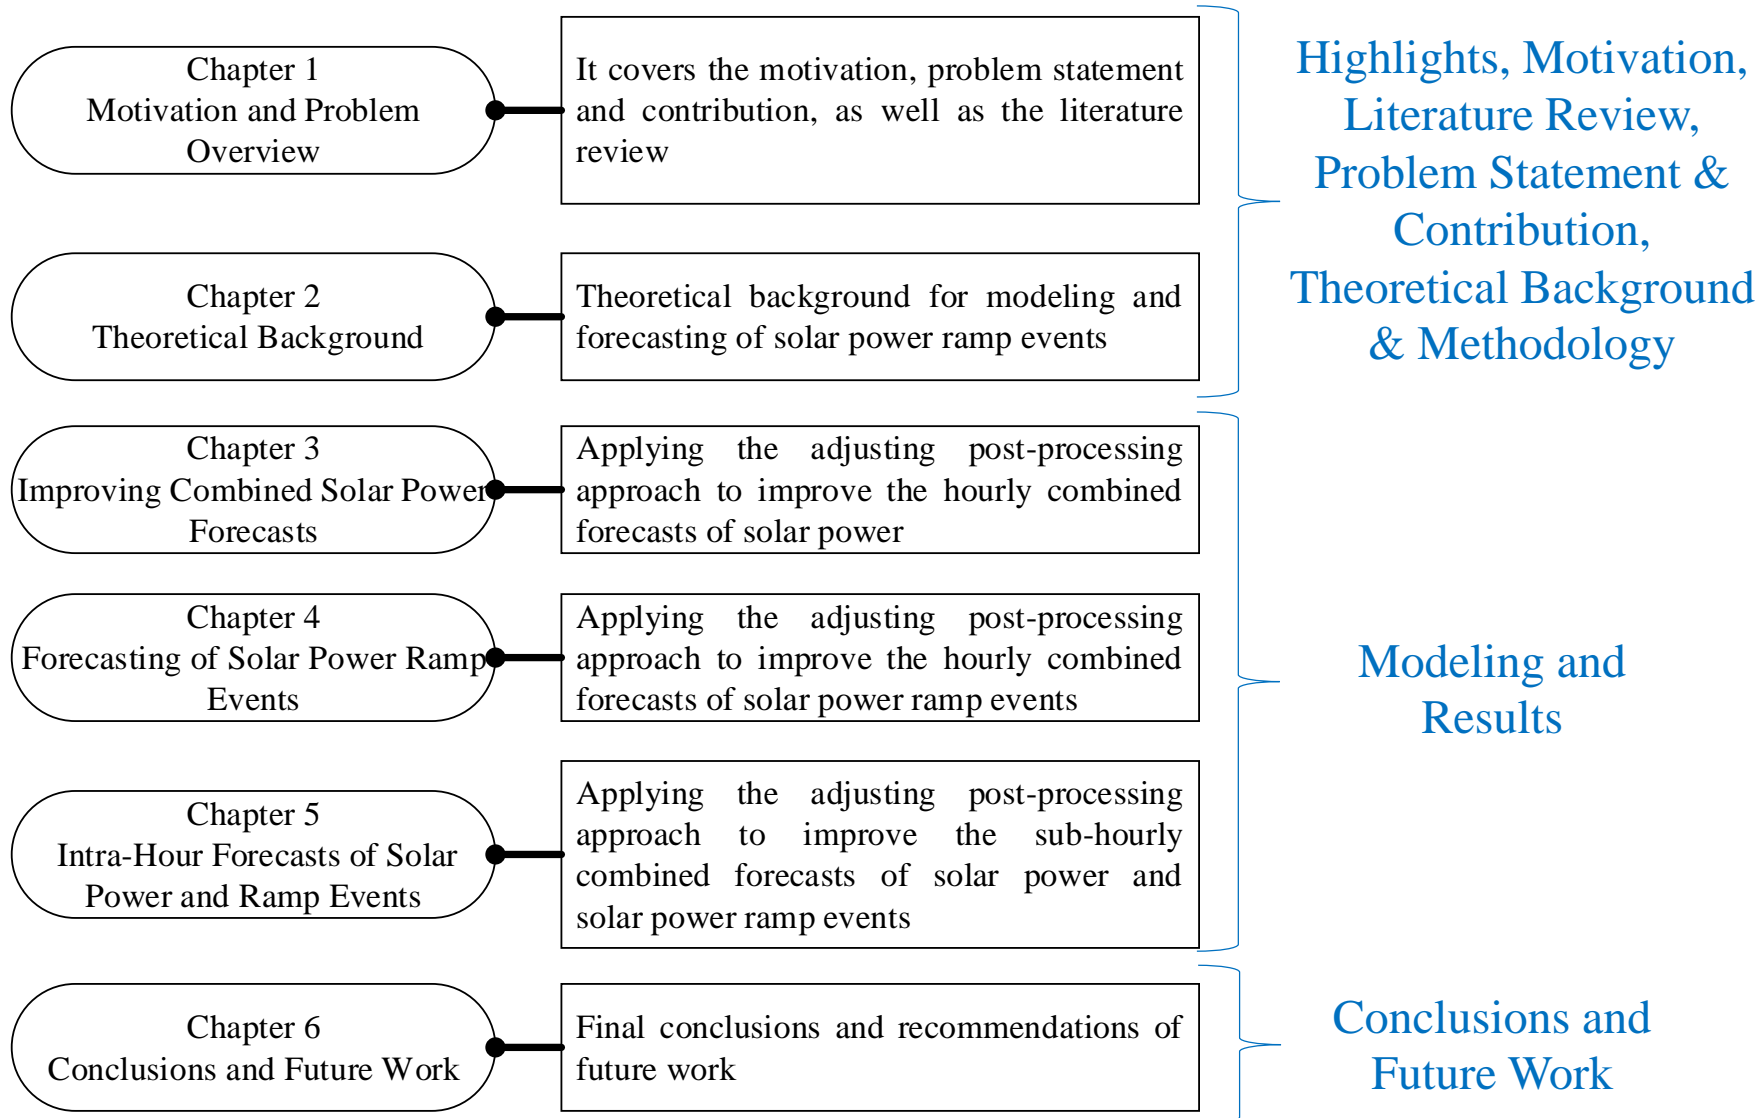 Chapter 1
Motivation and Problem
Overview
It covers the motivation, problem statement
and contribution, as well as the literature
review
Chapter 2
Theoretical Background
Theoretical background for modeling and
forecasting of solar power ramp events
Highlights, Motivation,
Literature Review,
Problem Statement &
Contribution,
Theoretical Background
& Methodology
Chapter 3
Improving Combined Solar Power
Forecasts
Applying the adjusting post-processing
approach to improve the hourly combined
forecasts of solar power
Chapter 4
Forecasting of Solar Power Ramp
Events
Applying the adjusting post-processing
approach to improve the hourly combined
forecasts of solar power ramp events
Chapter 5
Intra-Hour Forecasts of Solar
Power and Ramp Events
Applying the adjusting post-processing
approach to improve the sub-hourly
combined forecasts of solar power and
solar power ramp events
Modeling and
Results
Chapter 6
Conclusions and Future Work
Final conclusions and recommendations of
future work
Conclusions and
Future Work